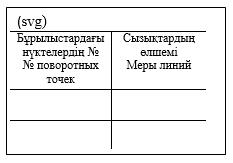 (svg)
Бұрылыстардағы
нүктелердің №
№ поворотных
точек
Сызықтардың
өлшемі
Меры линий